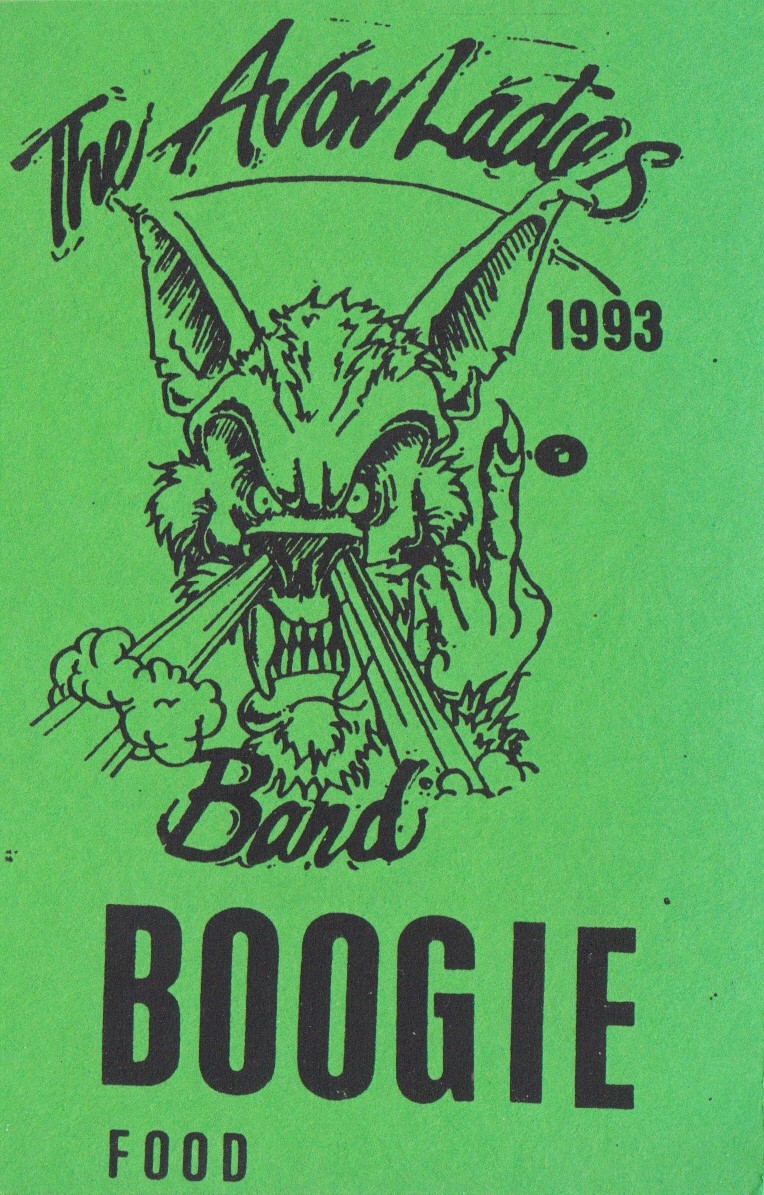 The Avon Ladies
1993
Band
BOOGIE
FOOD